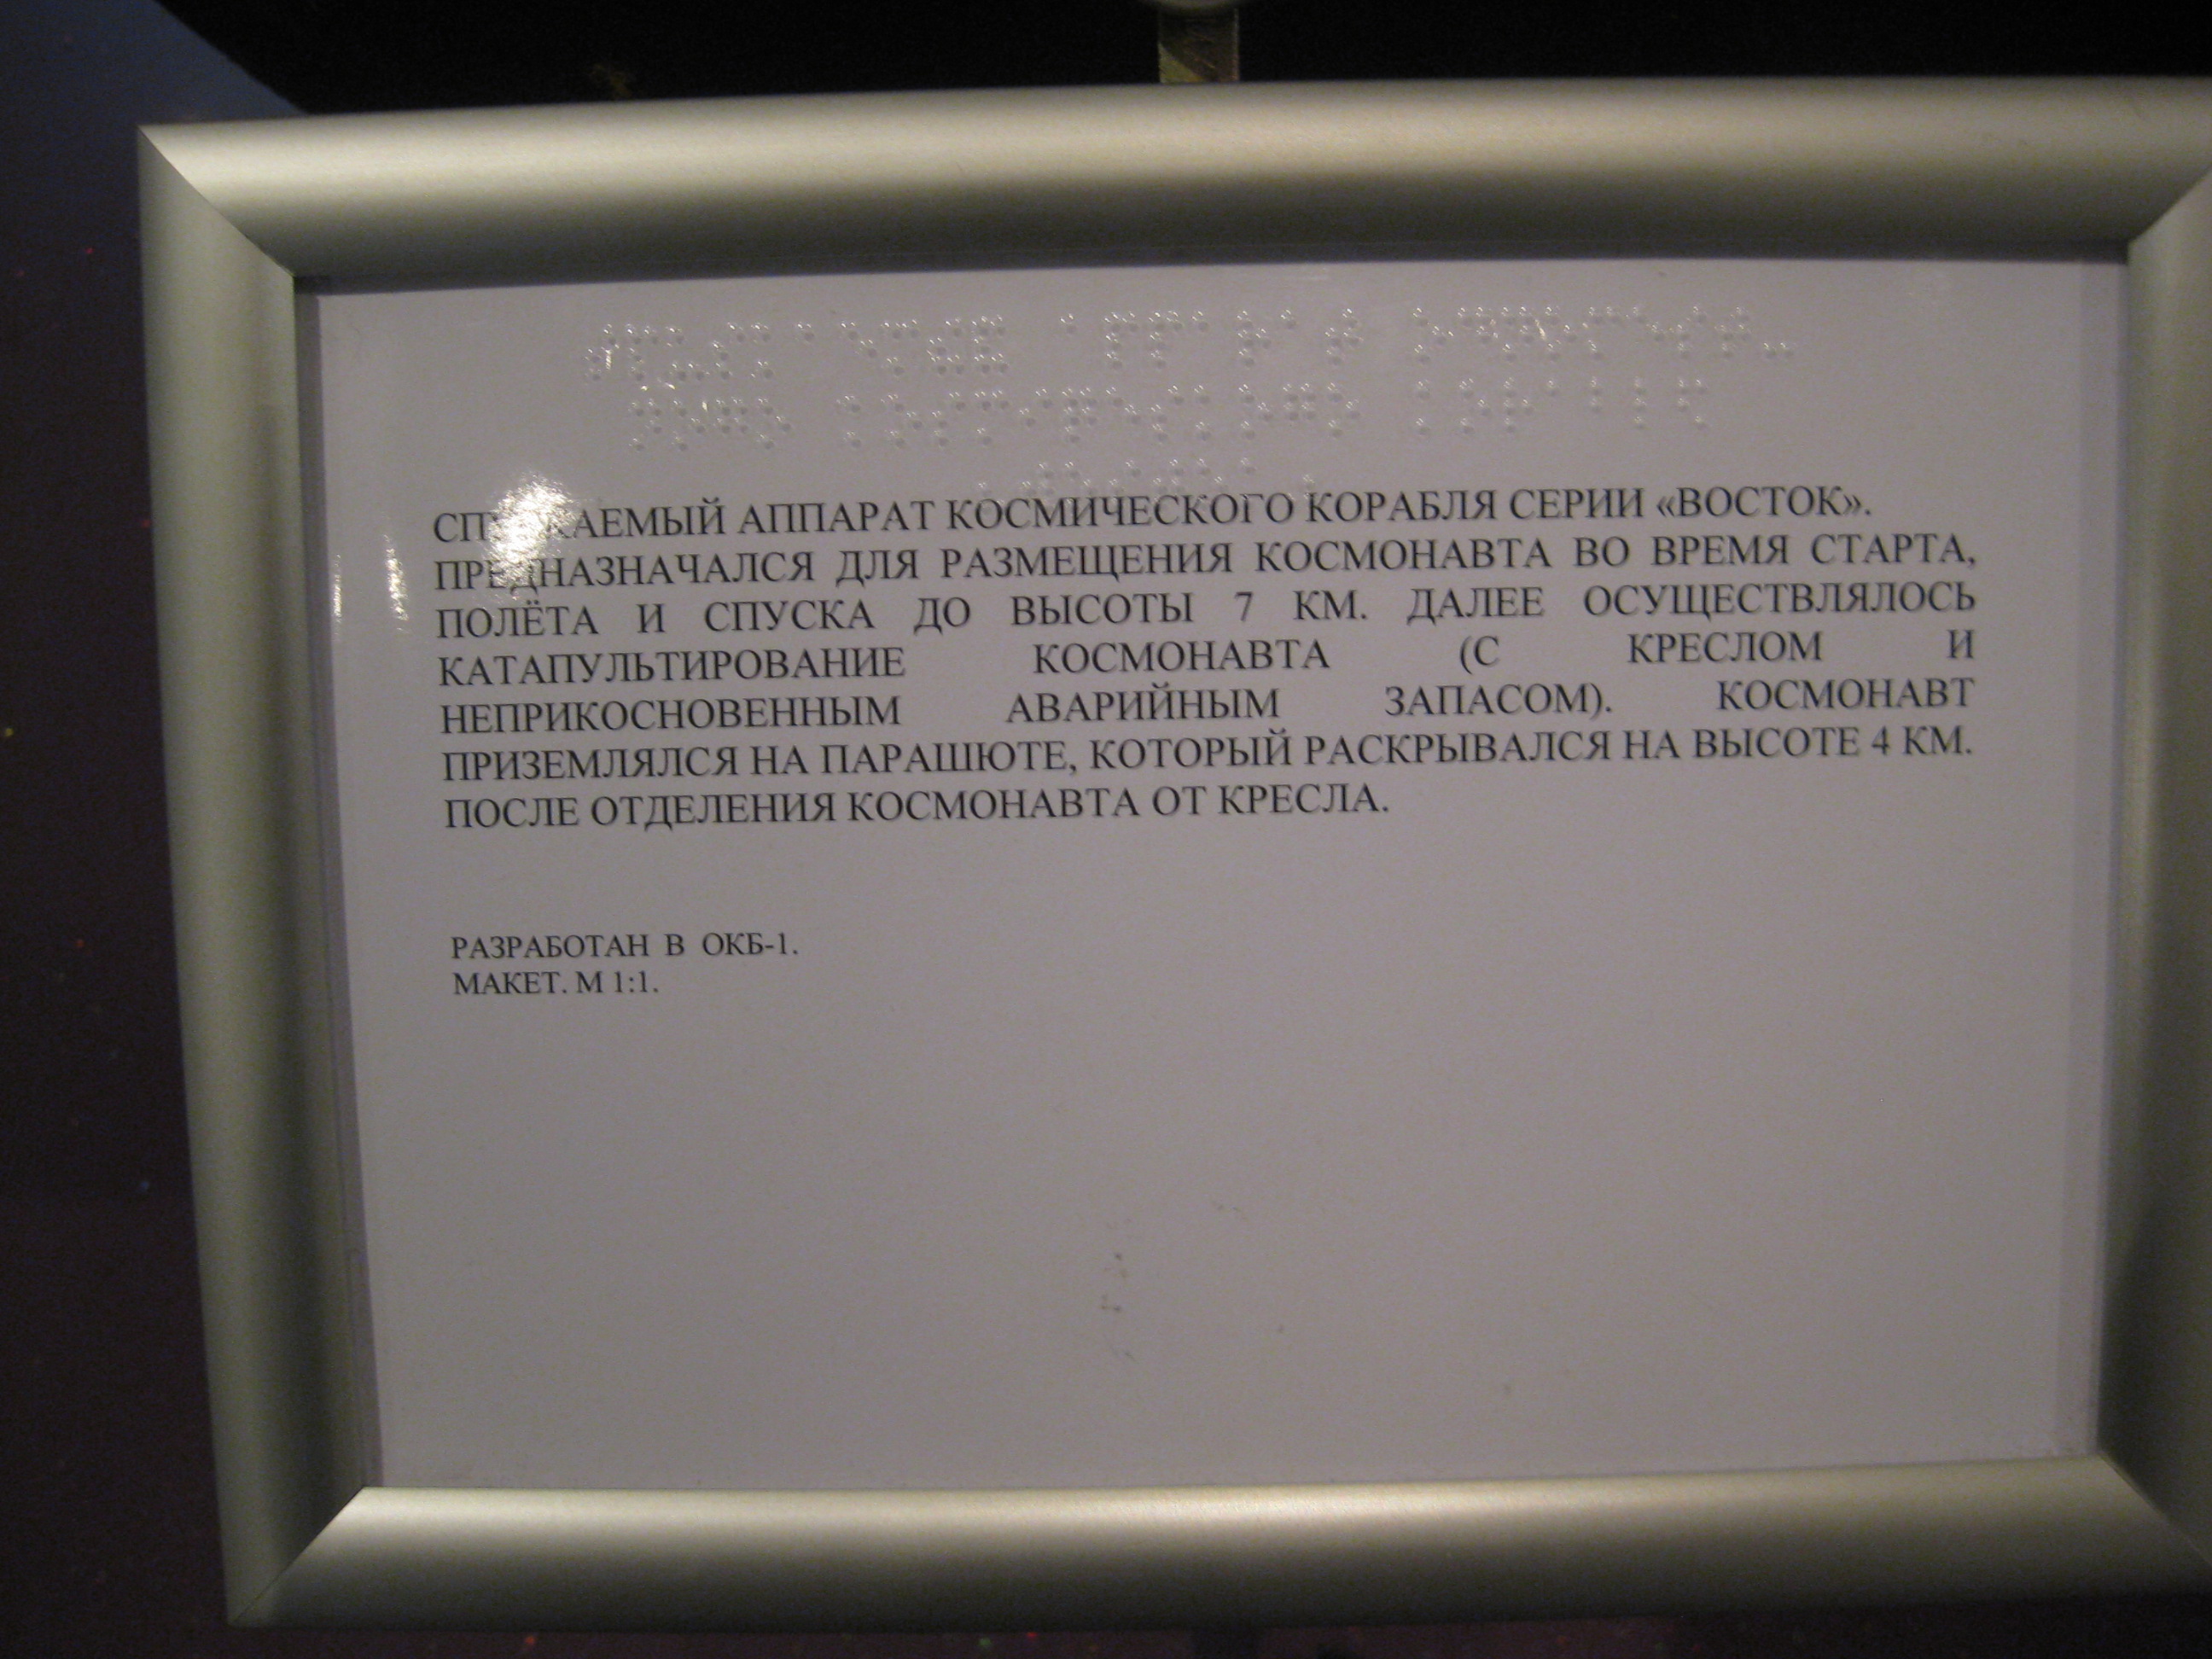 СПУСКАЕМЫЙ АППАРАТ КОСМИЧЕСКОГО КОРАБЛЯ СЕРИИ «ВОСТОК».
ПРЕДНАЗНАЧАЛСЯ ДЛЯ РАЗМЕЩЕНИЯ КОСМОНАВТА ВО ВРЕМЯ СТАРТА,
ПОЛЁТА И СПУСКА ДО ВЫСОТЫ 7 КМ. ДАЛЕЕ ОСУЩЕСТВЛЯЛОСЬ
КАТАПУЛЬТИРОВАНИЕ КОСМОНАВТА (С КРЕСЛОМ И
НЕПРИКОСНОВЕННЫМ АВАРИЙНЫМ ЗАПАСОМ). КОСМОНАВТ
ПРИЗЕМЛЯЛСЯ НА ПАРАШЮТЕ, КОТОРЫЙ РАСКРЫВАЛСЯ НА ВЫСОТЕ 4 КМ.
ПОСЛЕ ОТДЕЛЕНИЯ КОСМОНАВТА ОТ КРЕСЛА.
РАЗРАБОТАН В ОКБ-1.
МАКЕТ. М 1:1.